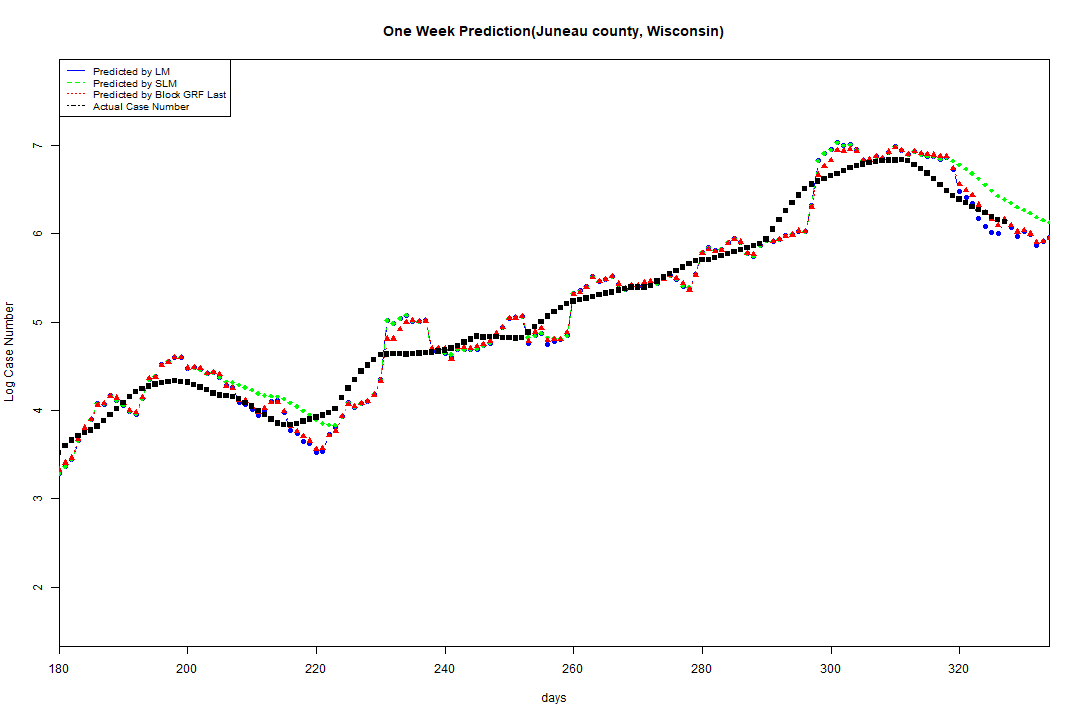 One Week Prediction(Juneau county, Wisconsin)
Predicted by LM
Predicted by SLM
Predicted by Block GRF Last
Actual Case Number
7
6
5
4
3
2
Log Case Number
180 200 220 240 260 280 300 320
days